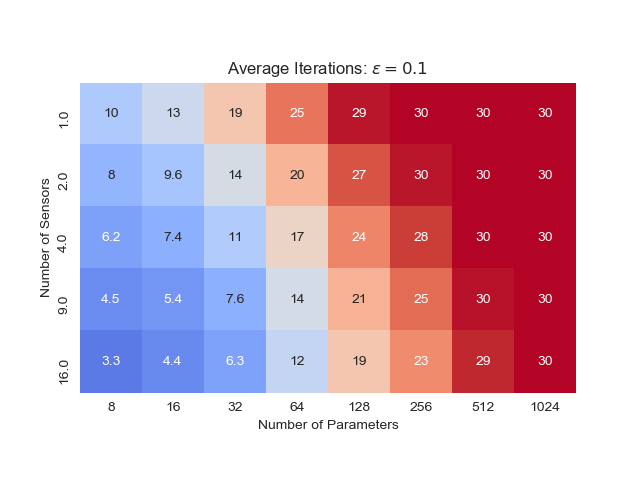 Average Iterations: ε = 0.1
Number of Sensors
1.0 10 13 19 25 29 30 30 30
2.0 8 9.6 14 20 27 30 30 30
4.0 6.2 7.4 11 17 24 28 30 30
9.0 4.5 5.4 7.6 14 21 25 30 30
16.0 3.3 4.4 6.3 12 19 23 29 30
8 16 32 64 128 256 512 1024
Number of Parameters